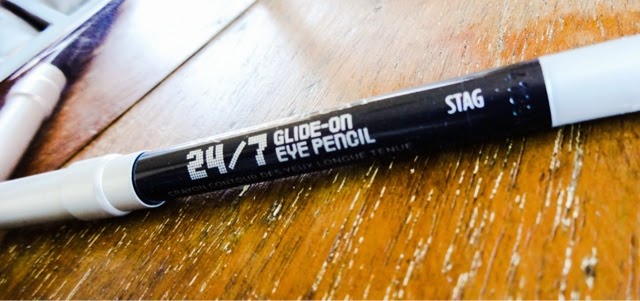 24/7 GLIDE-ON
EYE PENCIL
STAG
CRAYON CONTOUR DES YEUX LONGUE TENUE